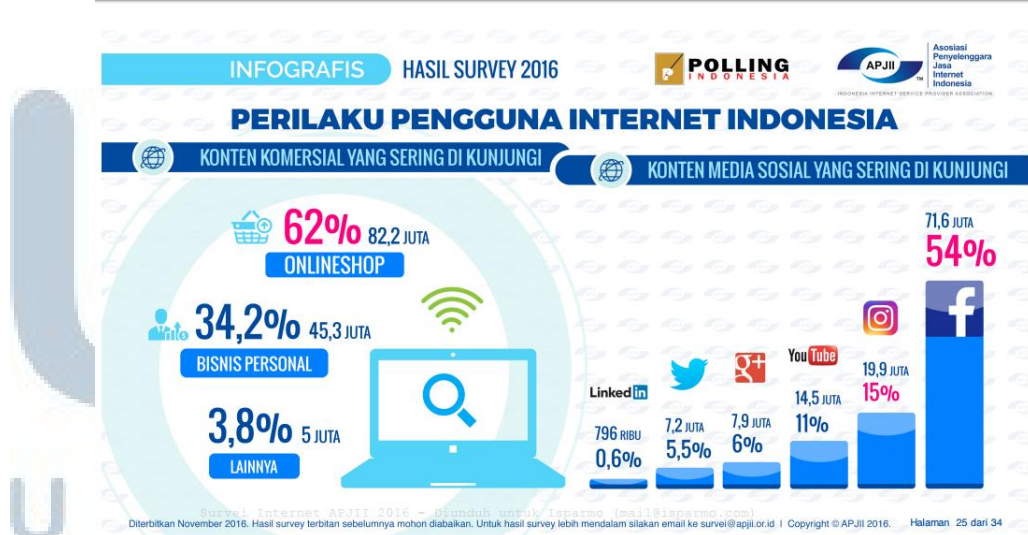 INFOGRAFIS
HASIL SURVEY 2016
POLLING
INDONESIA
APJII
TM
Asosiasi
Penyelenggara
Jasa
Internet
Indonesia
INDONESIA INTERNET SERVICE PROVIDER ASSOCIATION
PERILAKU PENGGUNA INTERNET INDONESIA
KONTEN KOMERSIAL YANG SERING DI KUNJUNGI
62% 82,2 JUTA
ONLINESHOP
34,2% 45,3 JUTA
BISNIS PERSONAL
3,8% 5 JUTA
LAINNYA
KONTEN MEDIA SOSIAL YANG SERING DI KUNJUNGI
Linked in
796 RIBU
0,6%
7,2 JUTA
5,5%
g+
7,9 JUTA
6%
YouTube
14,5 JUTA
11%
19,9 JUTA
15%
71,6 JUTA
54%
f
Survei Internet APJII 2016 - Diunduh untuk Isparmo (mail@isparmo.com)
Diterbitkan November 2016. Hasil survey terbitan sebelumnya mohon diabaikan. Untuk hasil survey lebih mendalam silakan email ke survei@apjii.or.id | Copyright © APJII 2016.
Halaman 25 dari 34